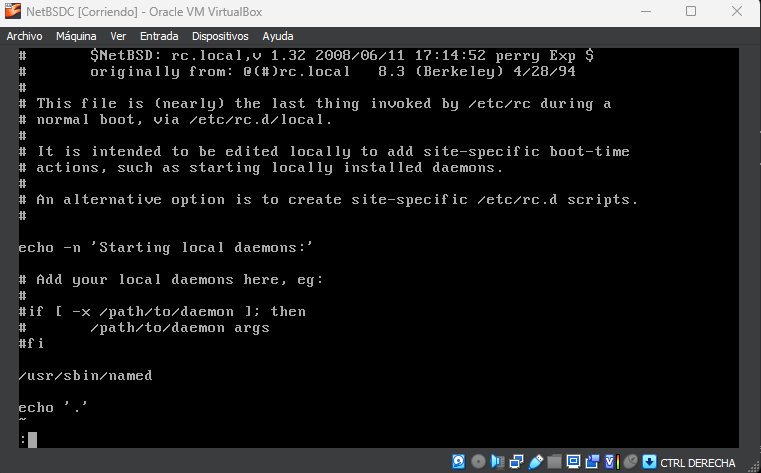 NetBSDC [Corriendo] - Oracle VM VirtualBox
Archivo Máquina Ver Entrada Dispositivos Ayuda
#       $NetBSD: rc.local,v 1.32 2008/06/11 17:14:52 perry Exp $
#       originally from: @(#)rc.local   8.3 (Berkeley) 4/28/94
#
# This file is (nearly) the last thing invoked by /etc/rc during a
# normal boot, via /etc/rc.d/local.
#
# It is intended to be edited locally to add site-specific boot-time
# actions, such as starting locally installed daemons.
#
# An alternative option is to create site-specific /etc/rc.d scripts.
#
echo -n 'Starting local daemons:'
# Add your local daemons here, eg:
#
#if [ -x /path/to/daemon ]; then
#       /path/to/daemon args
#fi
/usr/sbin/named
echo '.'
~
:
CTRL DERECHA